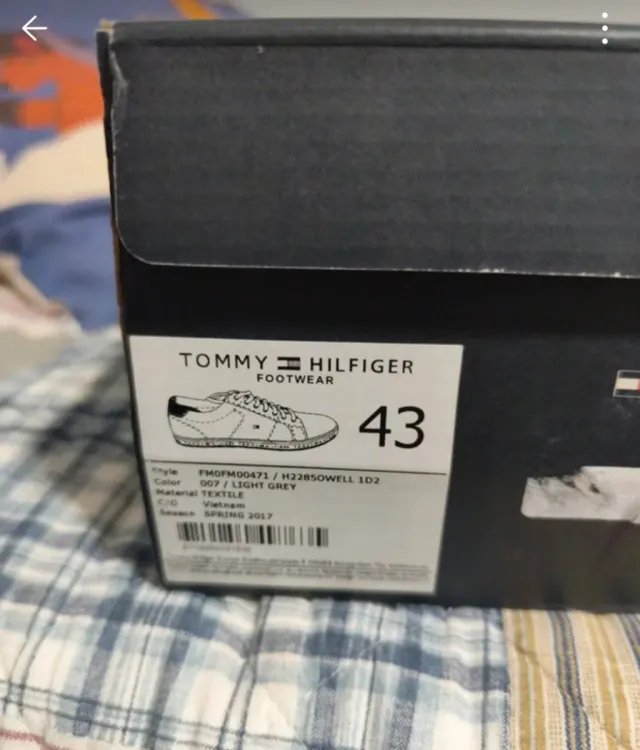 TOMMY HILFIGER
FOOTWEAR
43
Style FM0FM00471 / H2285OWELL 1D2
Color 007 / LIGHT GREY
Material TEXTILE
C/O Vietnam
Season SPRING 2017